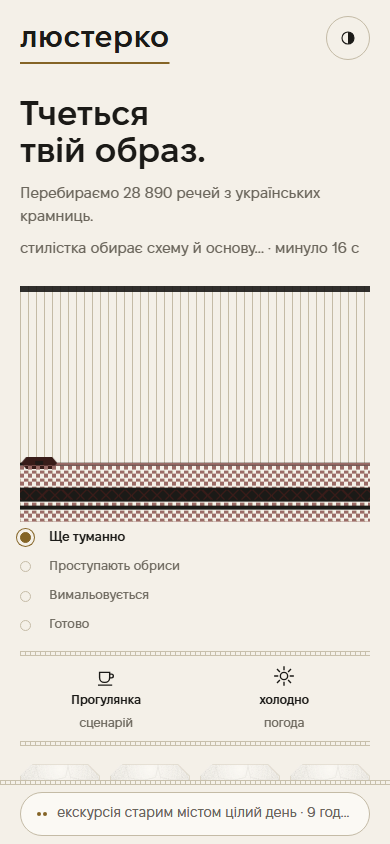 люстерко
Тчеться
твій образ.
Перебираємо 28 890 речей з українських
крамниць.
стилістка обирає схему й основу... · минуло 16 с
Ще туманно
Проступають обриси
Вимальовується
Готово
Прогулянка
холодно
сценарій
погода
екскурсія старим містом цілий день · 9 год...